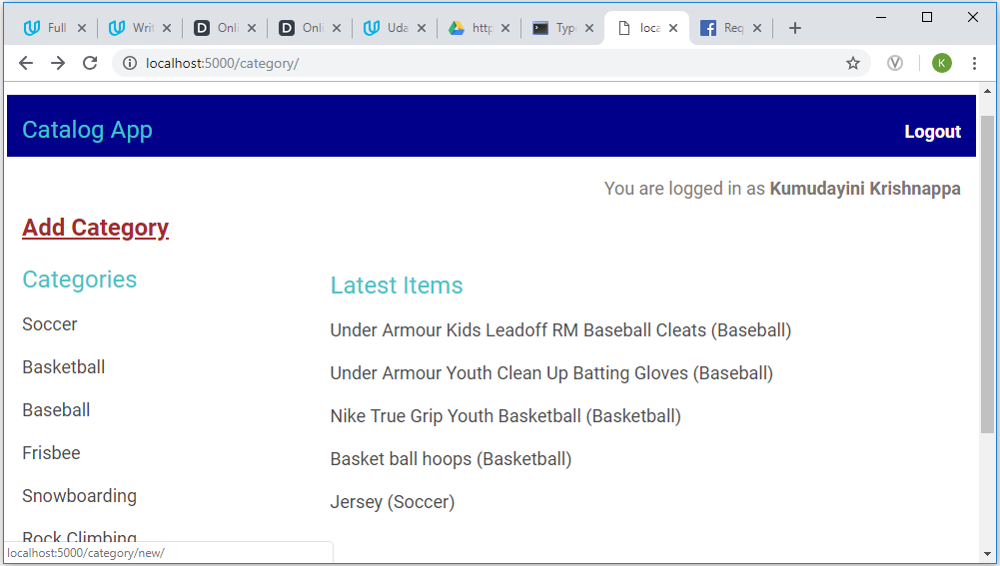 Full
Writ
Onli
Onli
Uda
http
Type
loca
Req
localhost:5000/category/
K
Catalog App
Logout
You are logged in as Kumudayini Krishnappa
Add Category
Categories
Latest Items
Soccer
Under Armour Kids Leadoff RM Baseball Cleats (Baseball)
Basketball
Under Armour Youth Clean Up Batting Gloves (Baseball)
Baseball
Nike True Grip Youth Basketball (Basketball)
Frisbee
Basket ball hoops (Basketball)
Snowboarding
Jersey (Soccer)
Rock Climbing
localhost:5000/category/new/